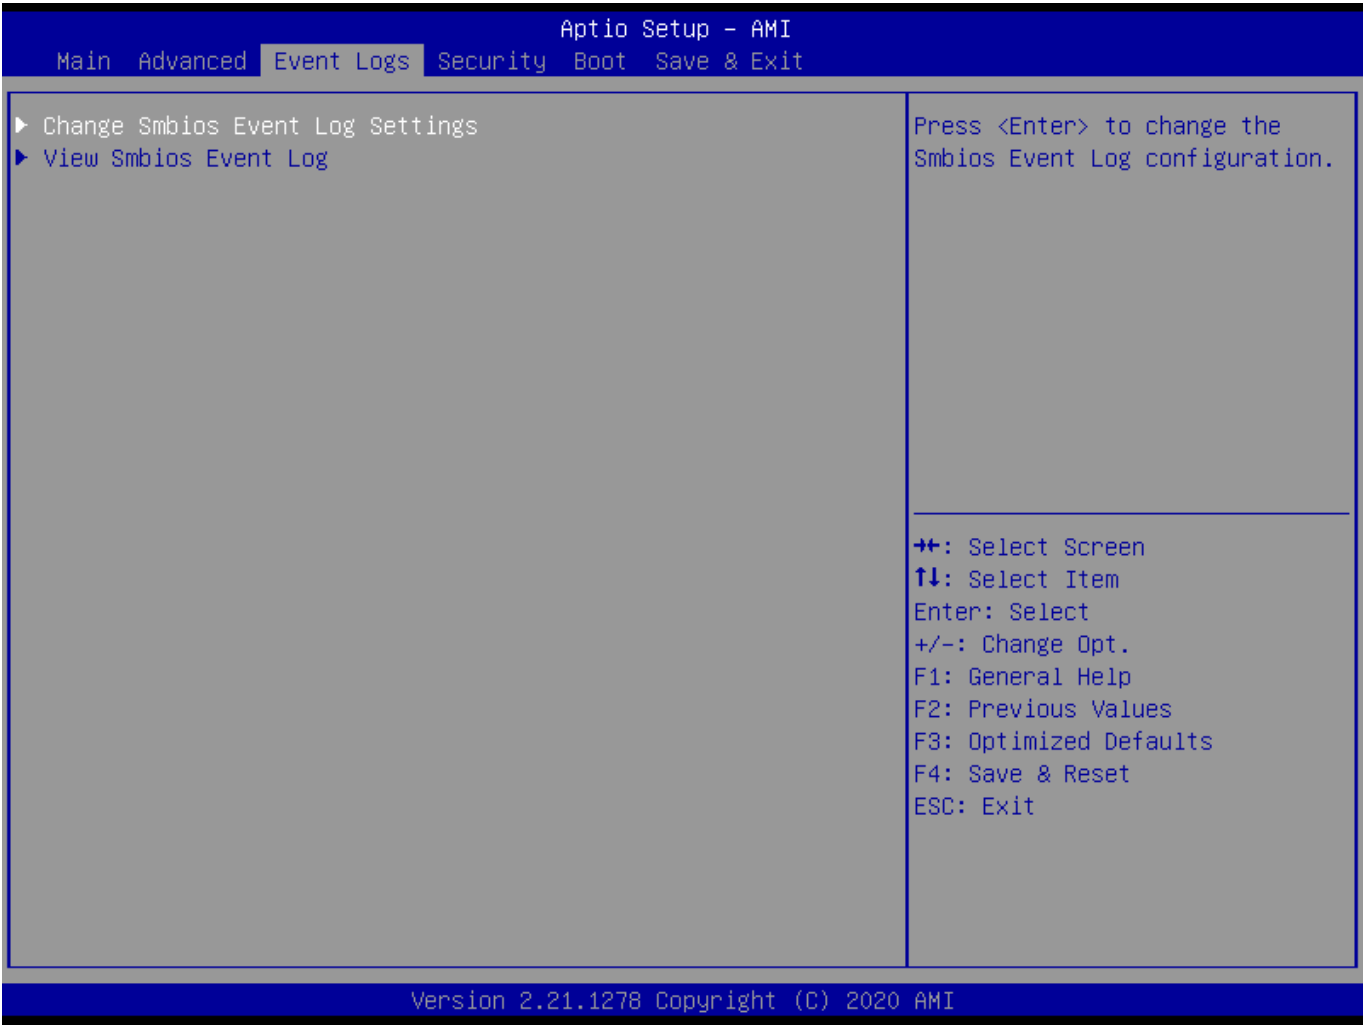 Aptio Setup – AMI
Main Advanced Event Logs Security Boot Save & Exit
▶ Change Smbios Event Log Settings
▶ View Smbios Event Log
Press <Enter> to change the
Smbios Event Log configuration.
→←: Select Screen
↑↓: Select Item
Enter: Select
+/-: Change Opt.
F1: General Help
F2: Previous Values
F3: Optimized Defaults
F4: Save & Reset
ESC: Exit
Version 2.21.1278 Copyright (C) 2020 AMI